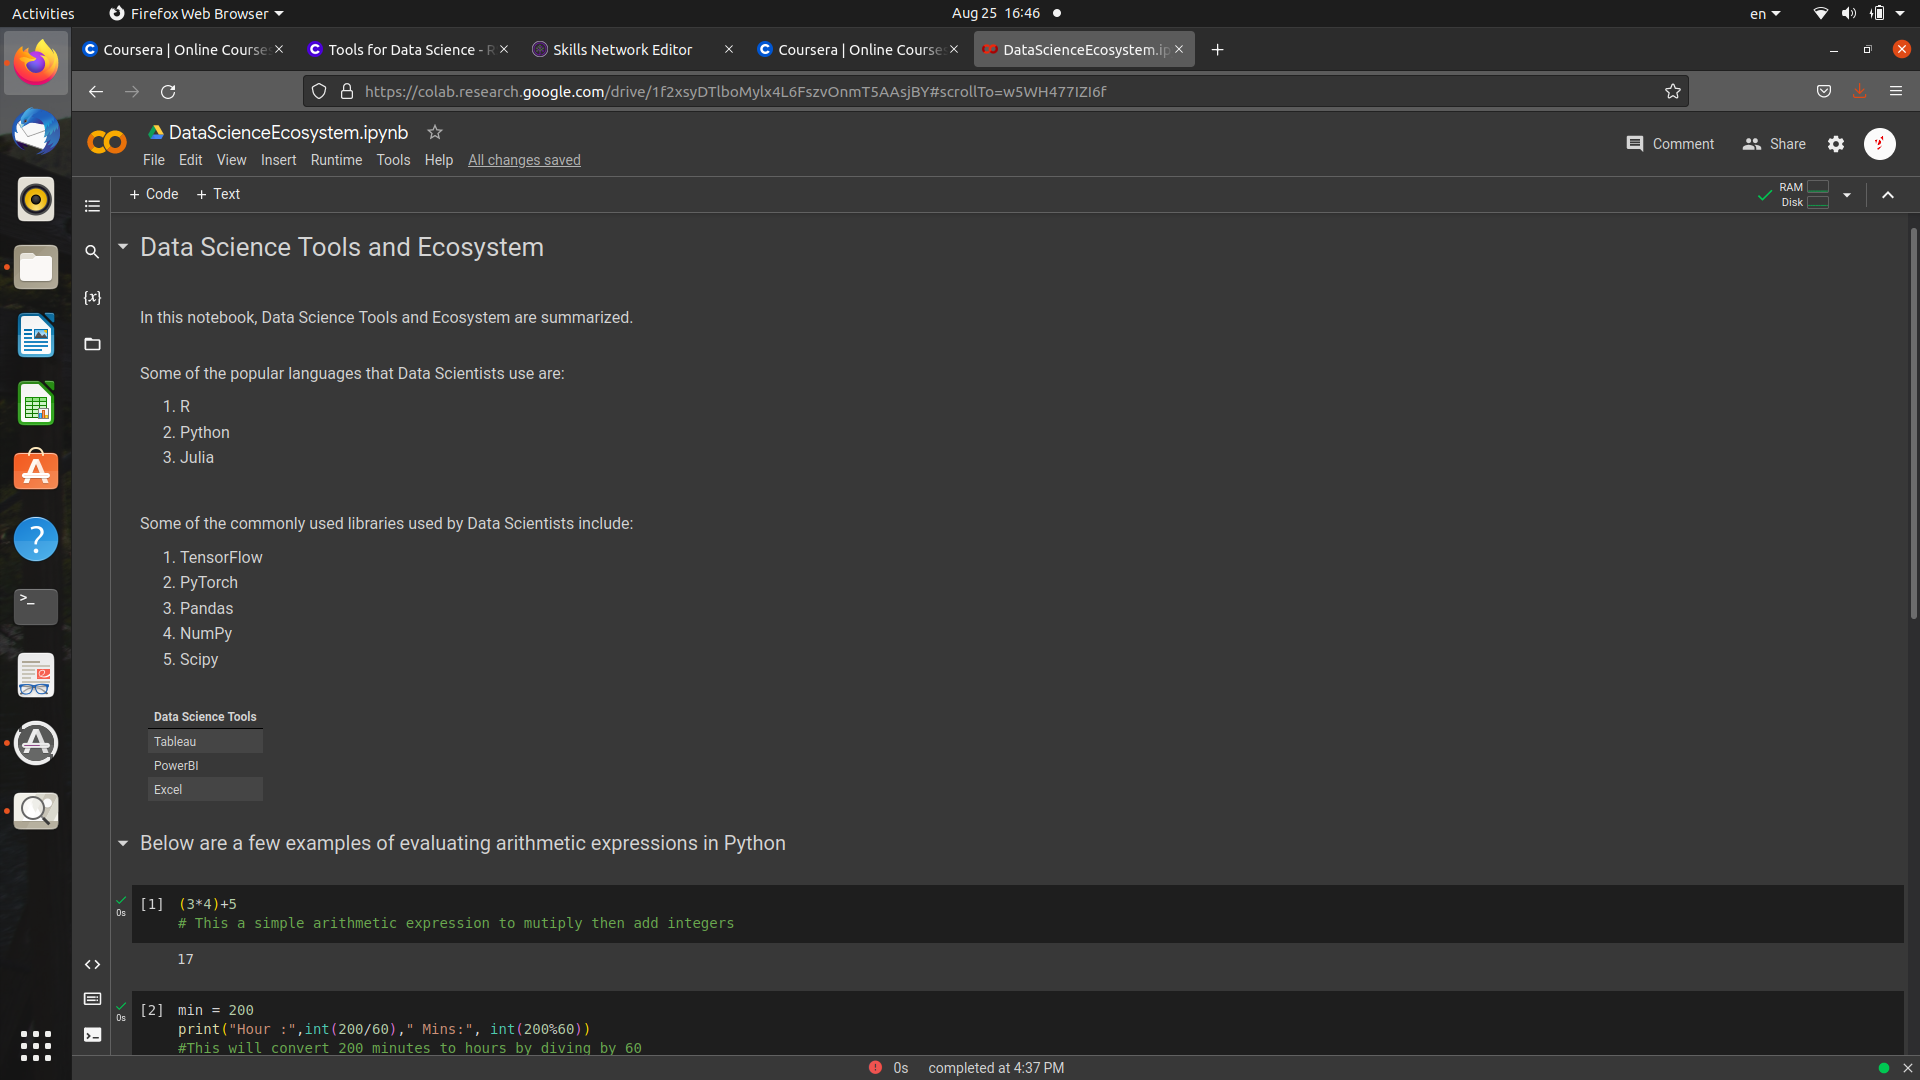 Activities Firefox Web Browser Aug 25 16:46 en
Coursera | Online Course Tools for Data Science - R Skills Network Editor Coursera | Online Course DataScienceEcosystem.ip
https://colab.research.google.com/drive/1f2xsyDTlboMylx4L6FszvOnmT5AAsjBY#scrollTo=w5WH477IZI6f
DataScienceEcosystem.ipynb
Comment Share
File Edit View Insert Runtime Tools Help All changes saved
+ Code + Text
RAM
Disk
Data Science Tools and Ecosystem
In this notebook, Data Science Tools and Ecosystem are summarized.
Some of the popular languages that Data Scientists use are:
1. R
2. Python
3. Julia
Some of the commonly used libraries used by Data Scientists include:
1. TensorFlow
2. PyTorch
3. Pandas
4. NumPy
5. Scipy
Data Science Tools
Tableau
PowerBI
Excel
Below are a few examples of evaluating arithmetic expressions in Python
[1] (3*4)+5
0s
# This a simple arithmetic expression to mutiply then add integers
17
[2] min = 200
0s
print("Hour :",int(200/60)," Mins:", int(200%60))
#This will convert 200 minutes to hours by diving by 60
0s completed at 4:37 PM